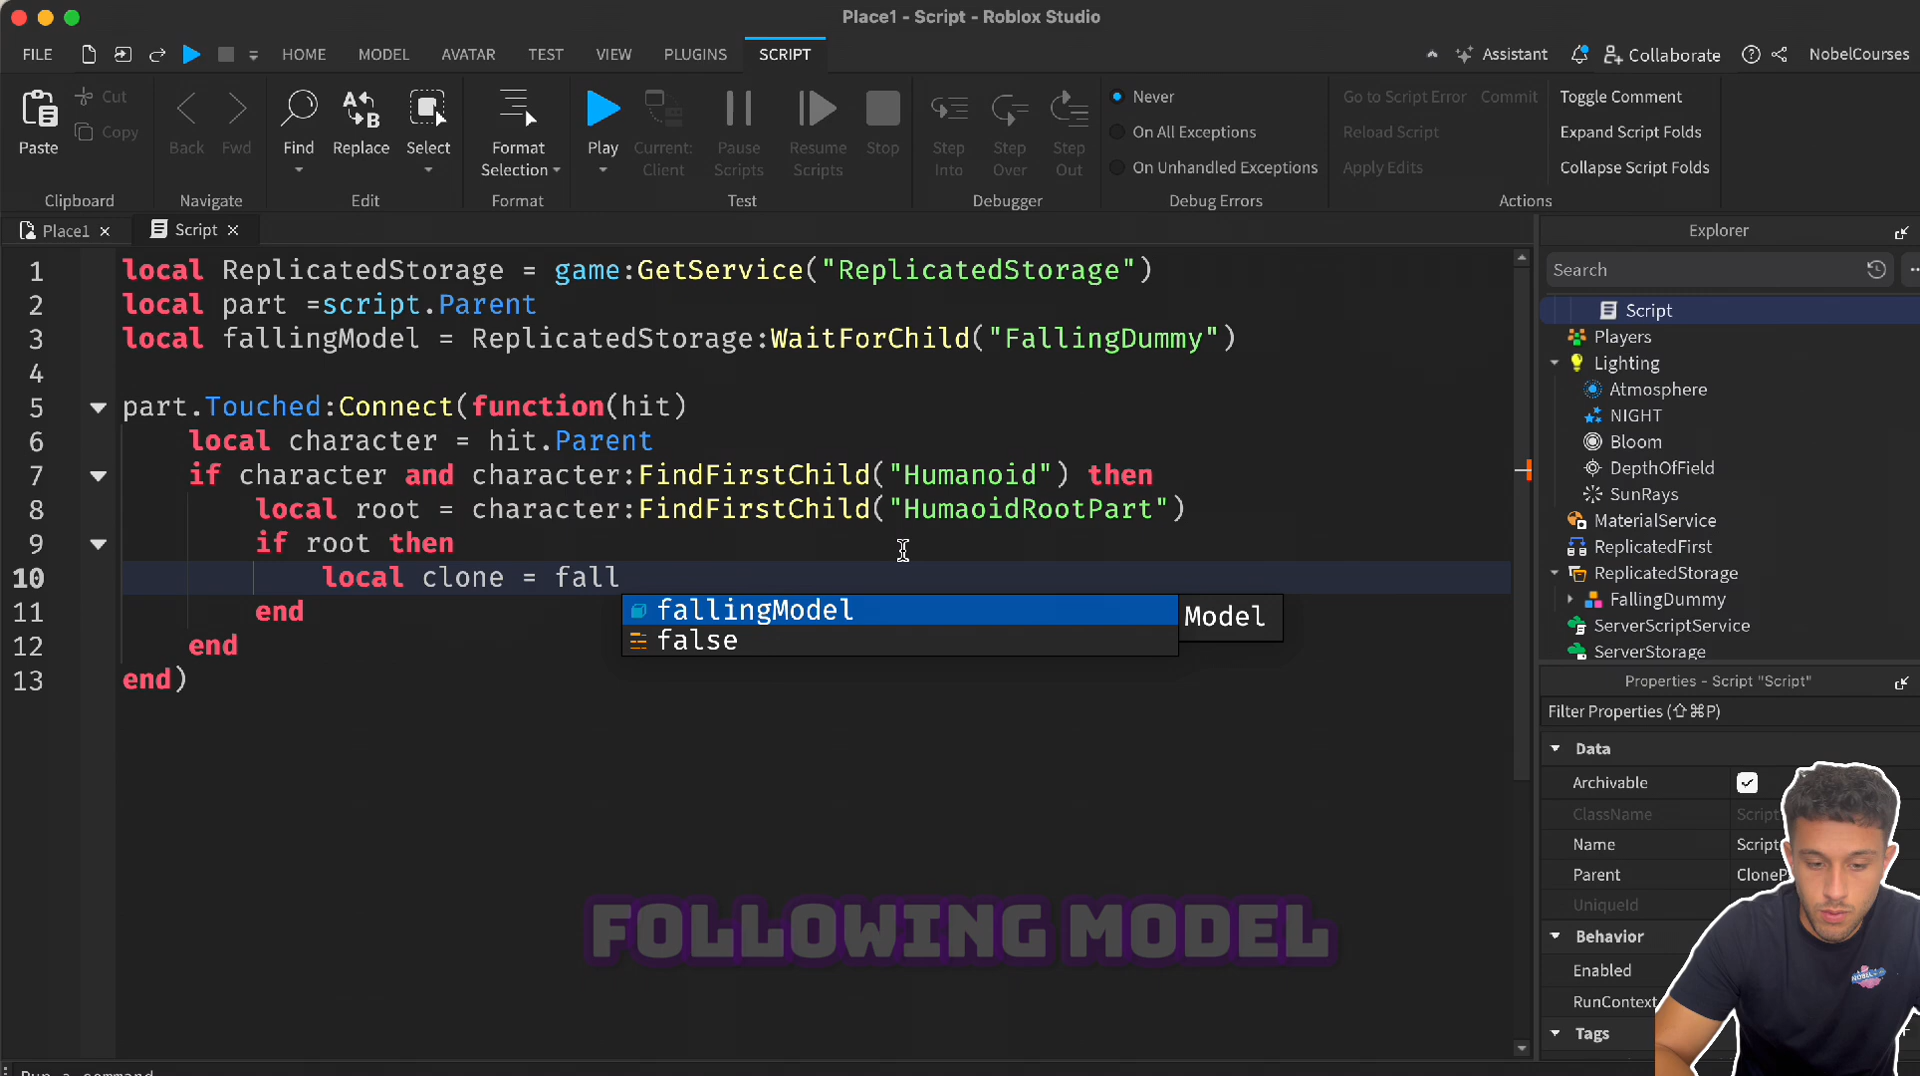 Place1 - Script - Roblox Studio
FILE HOME MODEL AVATAR TEST VIEW PLUGINS SCRIPT Assistant Collaborate NobelCourses
Paste Cut Copy Back Fwd Find Replace Select Format Selection Play Current: Client Pause Scripts Resume Scripts Stop Step Into Step Over Step Out
Never
On All Exceptions
On Unhandled Exceptions
Go to Script Error Commit
Reload Script
Apply Edits
Toggle Comment
Expand Script Folds
Collapse Script Folds
Clipboard Navigate Edit Format Test Debugger Debug Errors Actions
Place1 × Script ×
1 local ReplicatedStorage = game:GetService("ReplicatedStorage")
2 local part =script.Parent
3 local fallingModel = ReplicatedStorage:WaitForChild("FallingDummy")
4
5 part.Touched:Connect(function(hit)
6 local character = hit.Parent
7 if character and character:FindFirstChild("Humanoid") then
8 local root = character:FindFirstChild("HumaoidRootPart")
9 if root then
10 local clone = fall
11 end
12 end
13 end)
fallingModel
false
Model
FOLLOWING MODEL
Explorer
Search
Script
Players
Lighting
Atmosphere
NIGHT
Bloom
DepthOfField
SunRays
MaterialService
ReplicatedFirst
ReplicatedStorage
FallingDummy
ServerScriptService
ServerStorage
Properties - Script "Script"
Filter Properties (⇧⌘P)
Data
Archivable
ClassName Script
Name Script
Parent CloneP
UniqueId
Behavior
Enabled
RunContext
Tags